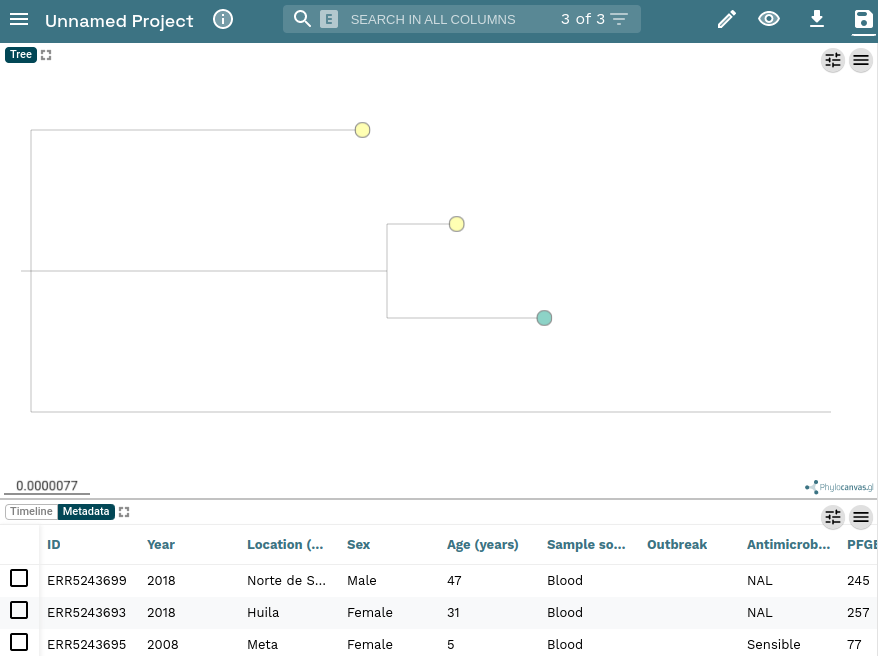 Unnamed Project
E SEARCH IN ALL COLUMNS 3 of 3
Tree
0.0000077
Phylocanvas.gl
Timeline Metadata
ID Year Location (... Sex Age (years) Sample so... Outbreak Antimicrob... PFGE
ERR5243699 2018 Norte de S... Male 47 Blood NAL 245
ERR5243693 2018 Huila Female 31 Blood NAL 257
ERR5243695 2008 Meta Female 5 Blood Sensible 77